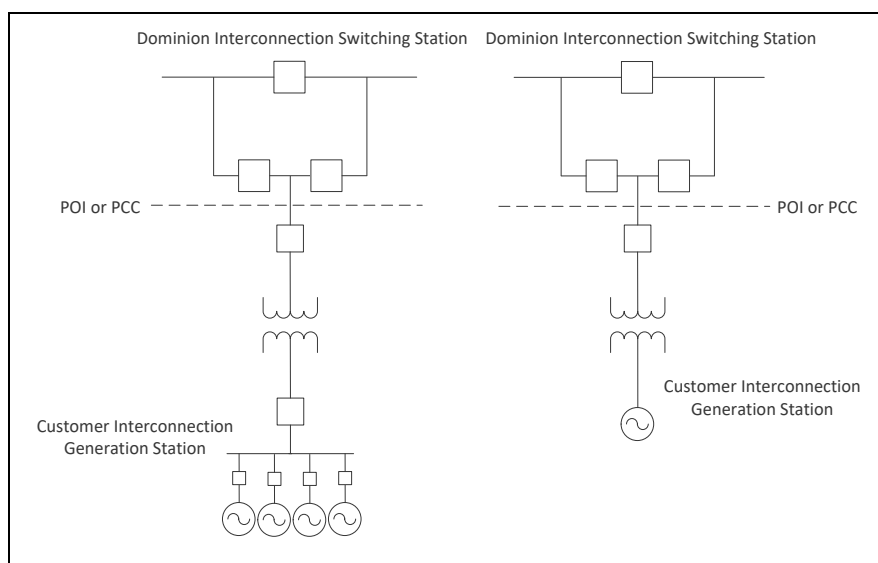 Dominion Interconnection Switching Station
Dominion Interconnection Switching Station
POI or PCC
POI or PCC
Customer Interconnection
Generation Station
Customer Interconnection
Generation Station